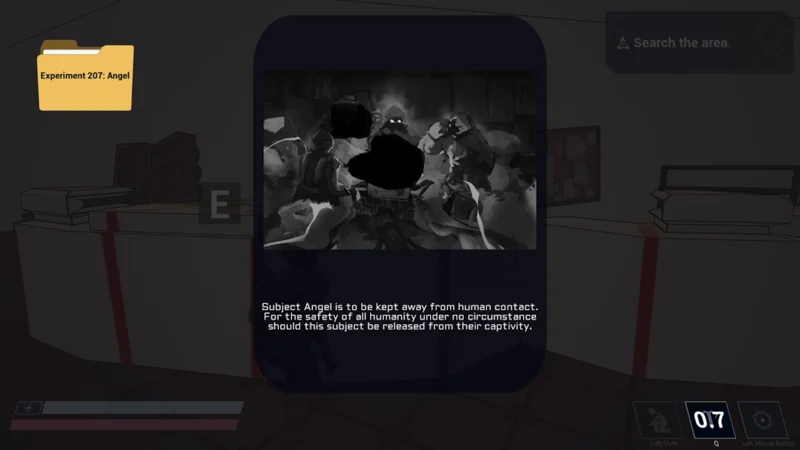 Experiment 207: Angel
Search the area.
E
Subject Angel is to be kept away from human contact.
For the safety of all humanity under no circumstance
should this subject be released from their captivity.
0.7
Left Shift
Q
Left Mouse Button